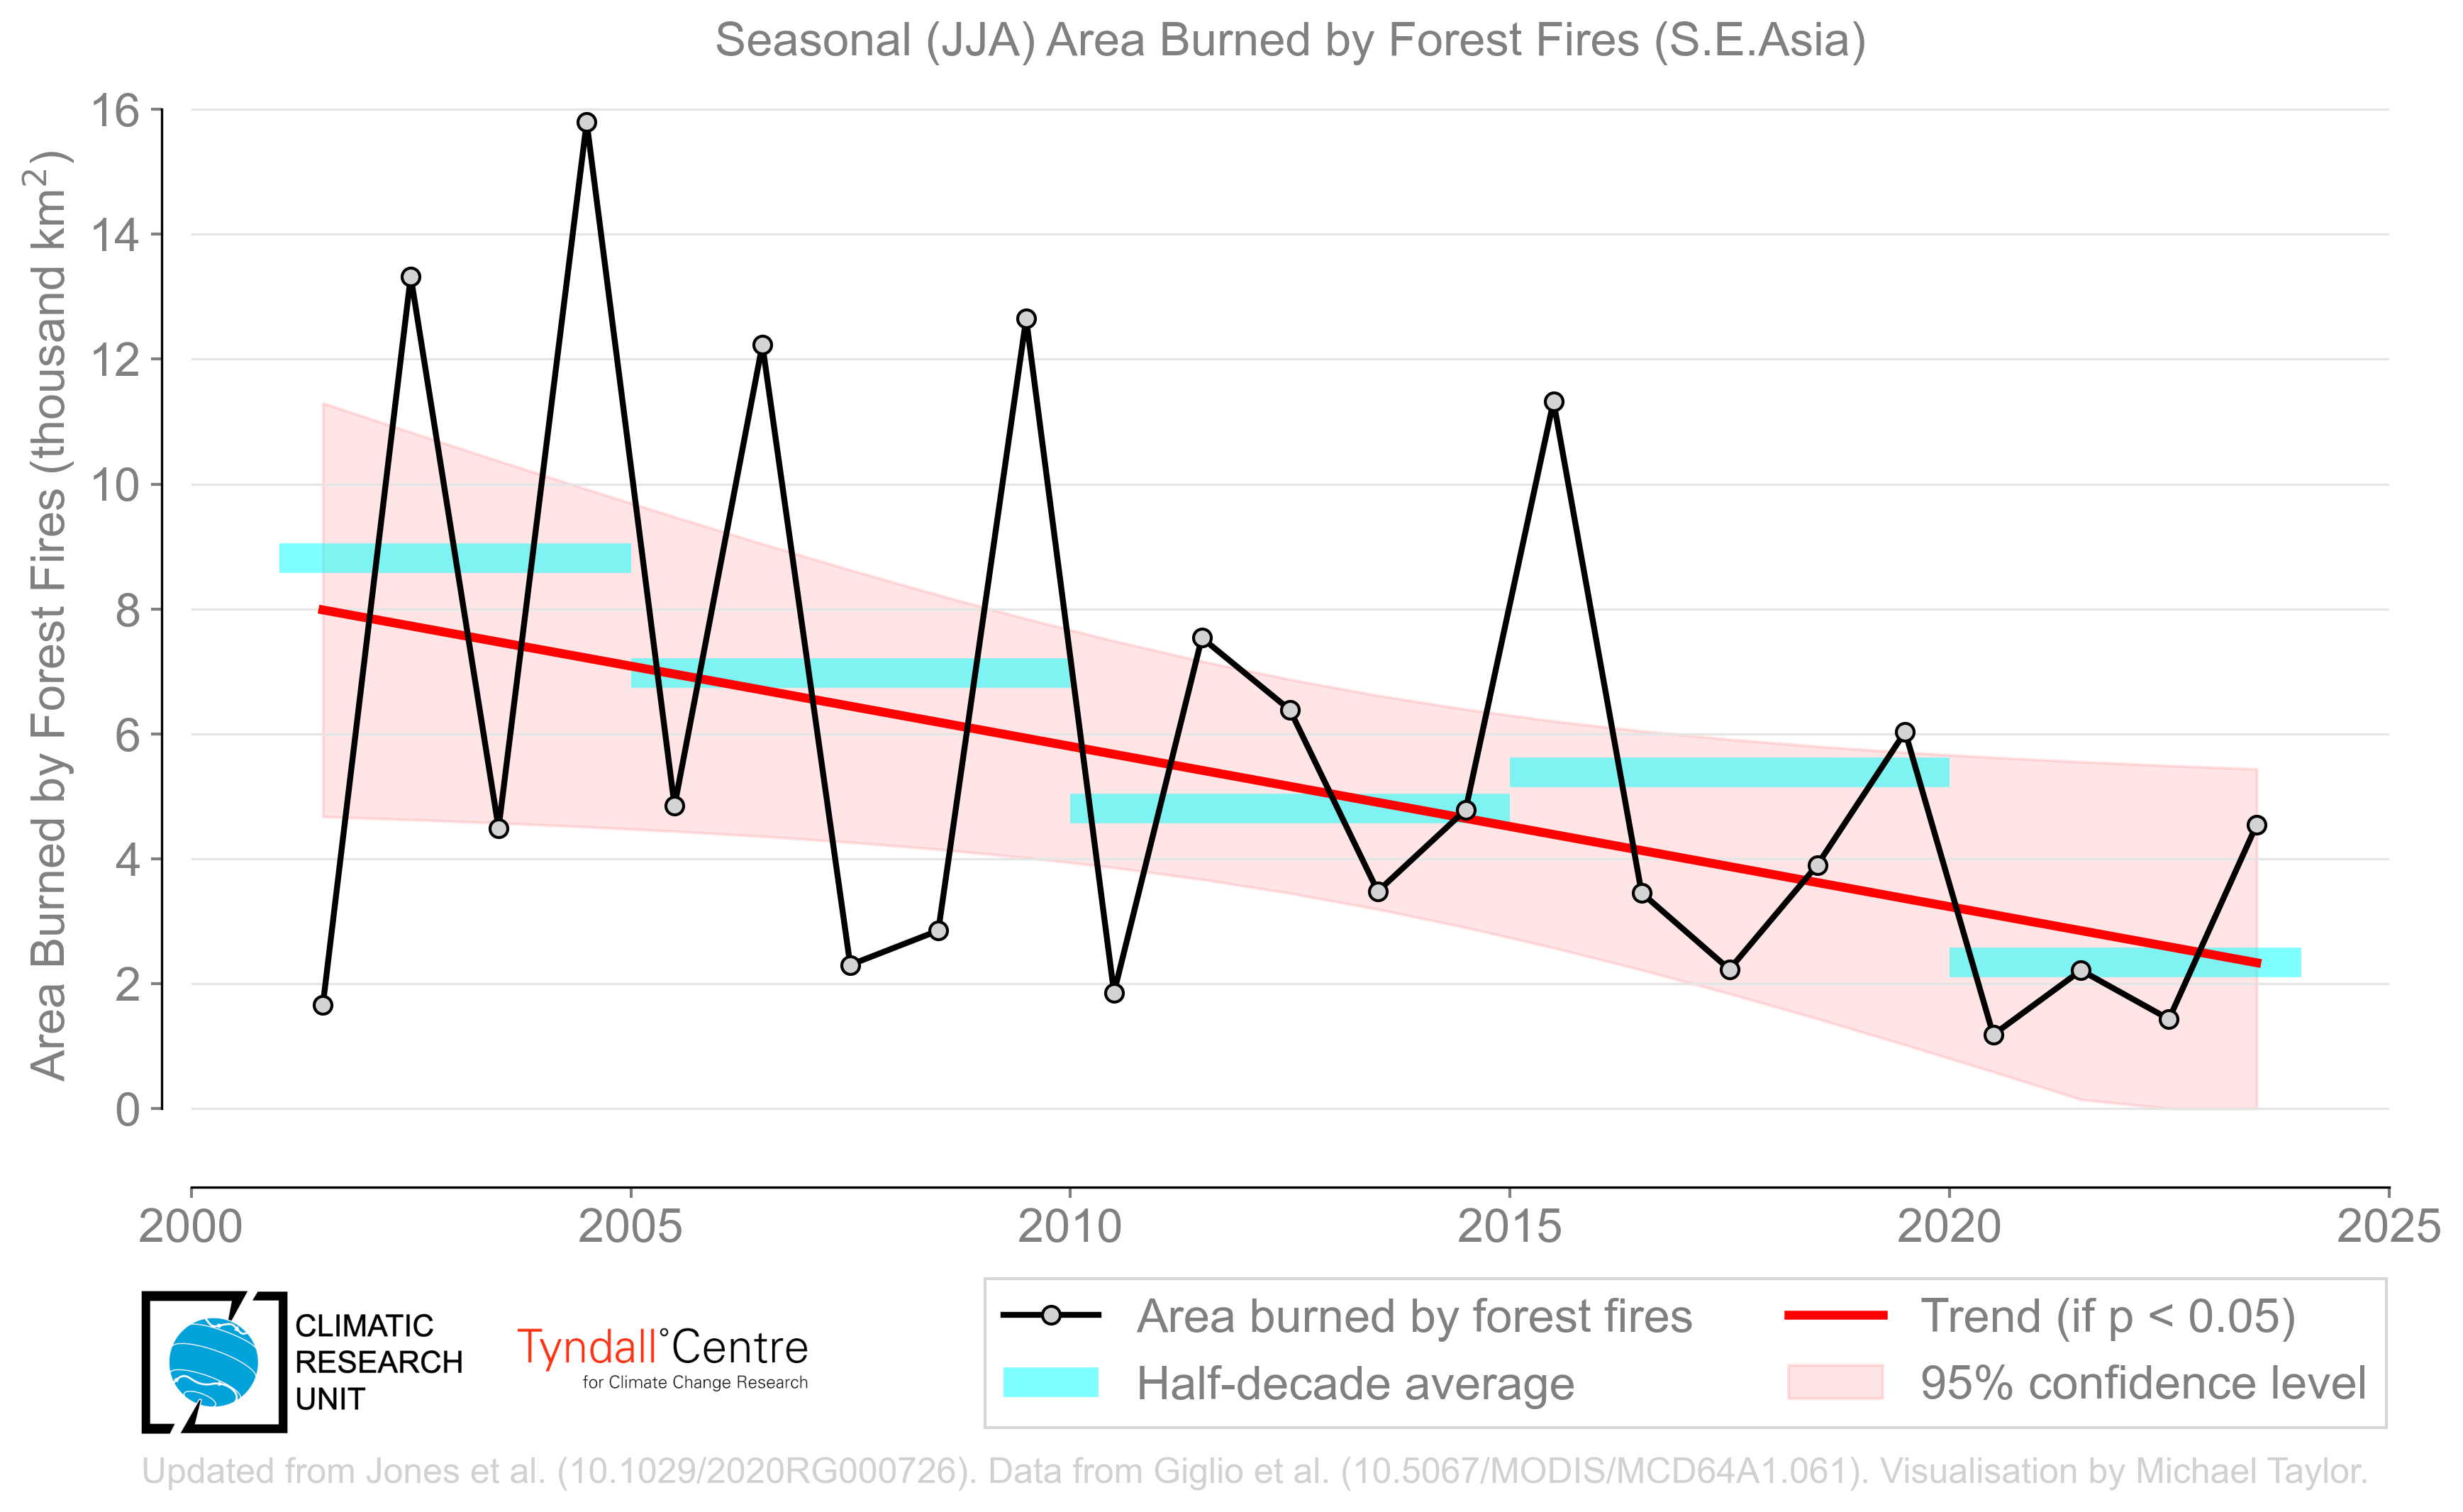 Seasonal (JJA) Area Burned by Forest Fires (S.E.Asia)
Area Burned by Forest Fires (thousand km²)
16
14
12
10
8
6
4
2
0
2000 2005 2010 2015 2020 2025
CLIMATIC
RESEARCH
UNIT
Tyndall°Centre
for Climate Change Research
Area burned by forest fires
Half-decade average
Trend (if p < 0.05)
95% confidence level
Updated from Jones et al. (10.1029/2020RG000726). Data from Giglio et al. (10.5067/MODIS/MCD64A1.061). Visualisation by Michael Taylor.